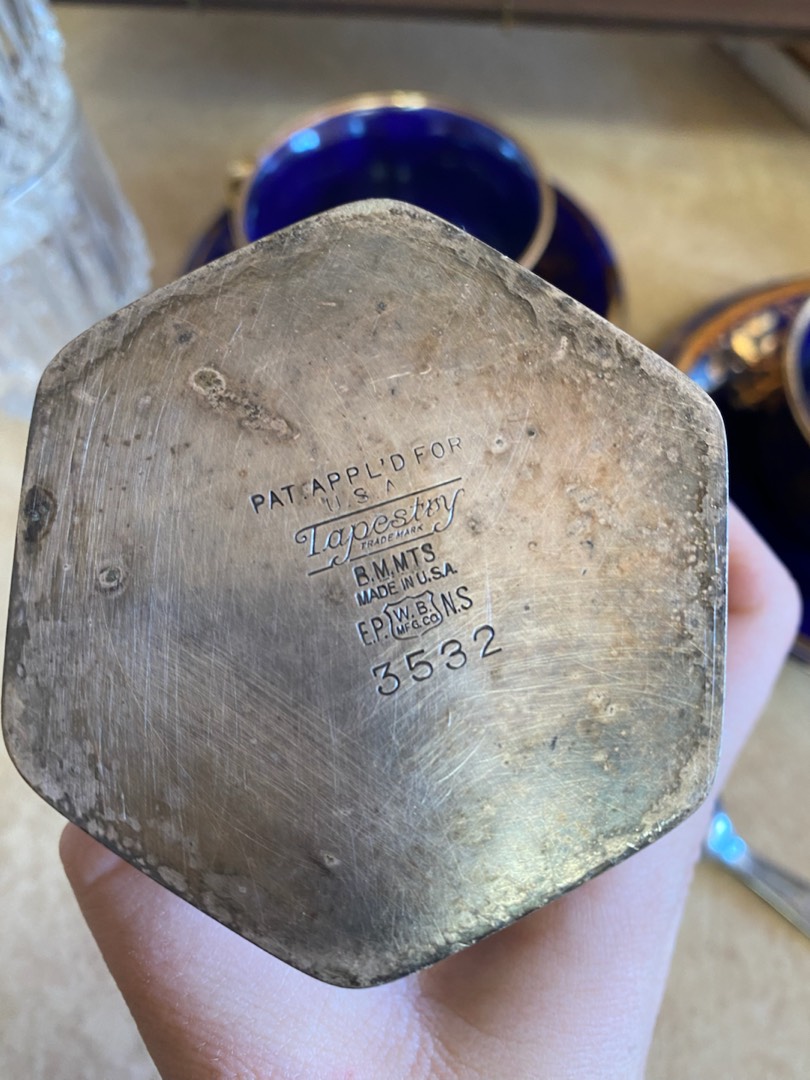 PAT. APPL'D FOR
U S A
Tapestry
TRADE MARK
B.M.MTS
MADE IN U.S.A.
E.P. W.B. MFG.CO. N.S
3532